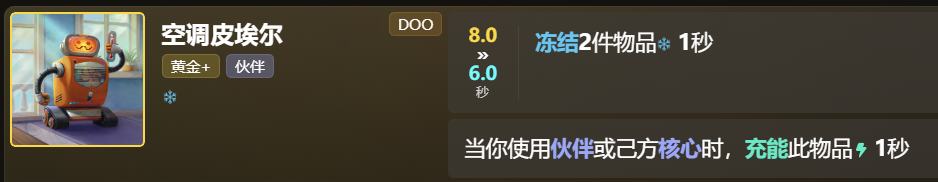 空调皮埃尔
DOO
黄金+ 伙伴
8.0
»
6.0
秒
冻结2件物品 1秒
当你使用伙伴或己方核心时，充能此物品 1秒